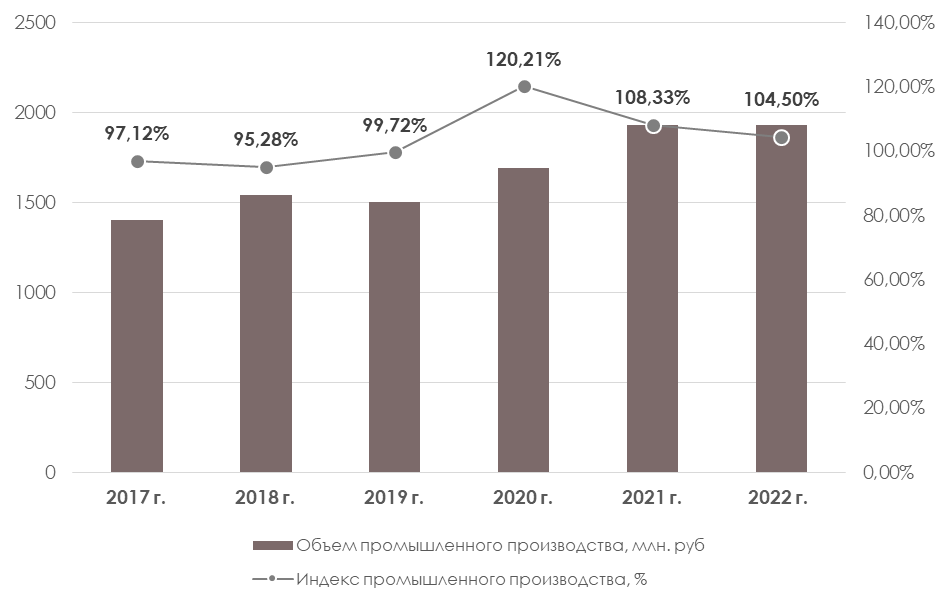 2500
2000
1500
1000
500
0
140,00%
120,00%
100,00%
80,00%
60,00%
40,00%
20,00%
0,00%
97,12%
95,28%
99,72%
120,21%
108,33%
104,50%
2017 г.
2018 г.
2019 г.
2020 г.
2021 г.
2022 г.
Объем промышленного производства, млн. руб
Индекс промышленного производства, %